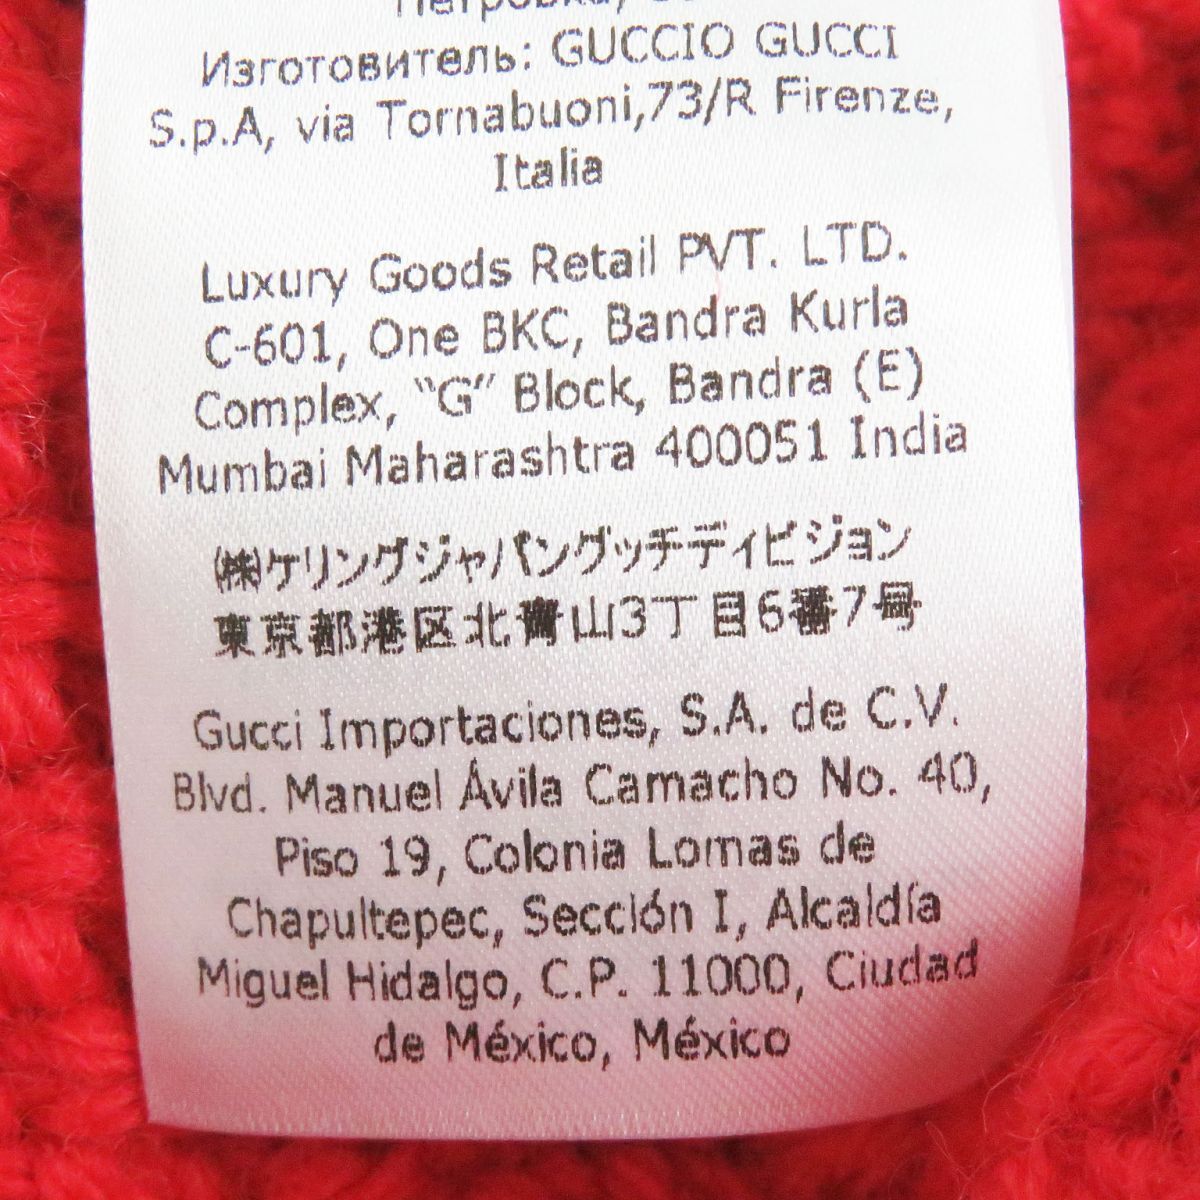 Петровка,
Изготовитель: GUCCIO GUCCI
S.p.A, via Tornabuoni,73/R Firenze,
Italia
Luxury Goods Retail PVT. LTD.
C-601, One BKC, Bandra Kurla
Complex, “G” Block, Bandra (E)
Mumbai Maharashtra 400051 India
㈱ケリングジャパングッチディビジョン
東京都港区北青山3丁目6番7号
Gucci Importaciones, S.A. de C.V.
Blvd. Manuel Ávila Camacho No. 40,
Piso 19, Colonia Lomas de
Chapultepec, Sección I, Alcaldía
Miguel Hidalgo, C.P. 11000, Ciudad
de México, México